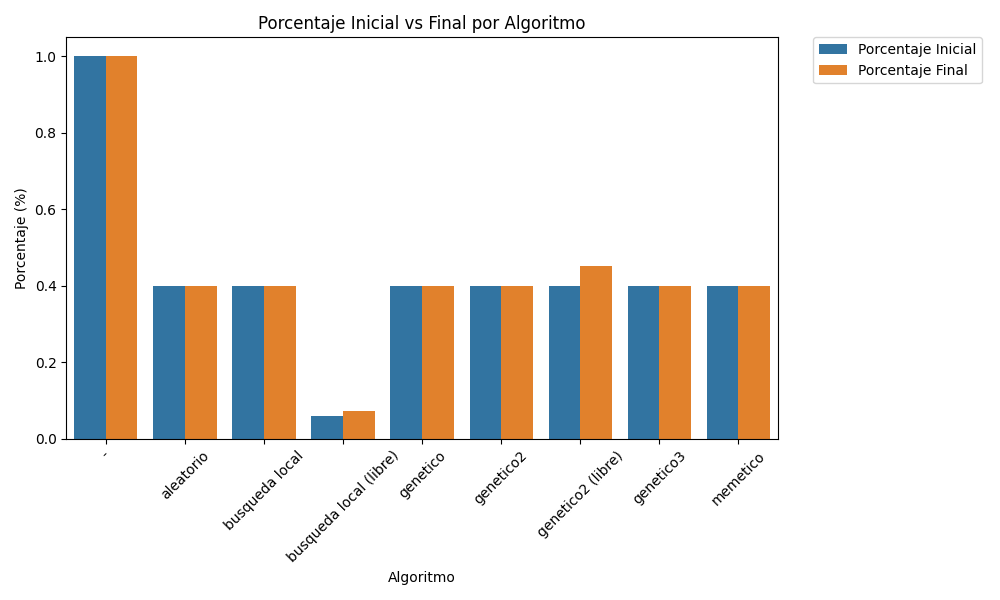 Porcentaje Inicial vs Final por Algoritmo
Porcentaje Inicial
Porcentaje Final
Porcentaje (%)
1.0
0.8
0.6
0.4
0.2
0.0
-
aleatorio
busqueda local
busqueda local (libre)
genetico
genetico2
genetico2 (libre)
genetico3
memetico
Algoritmo